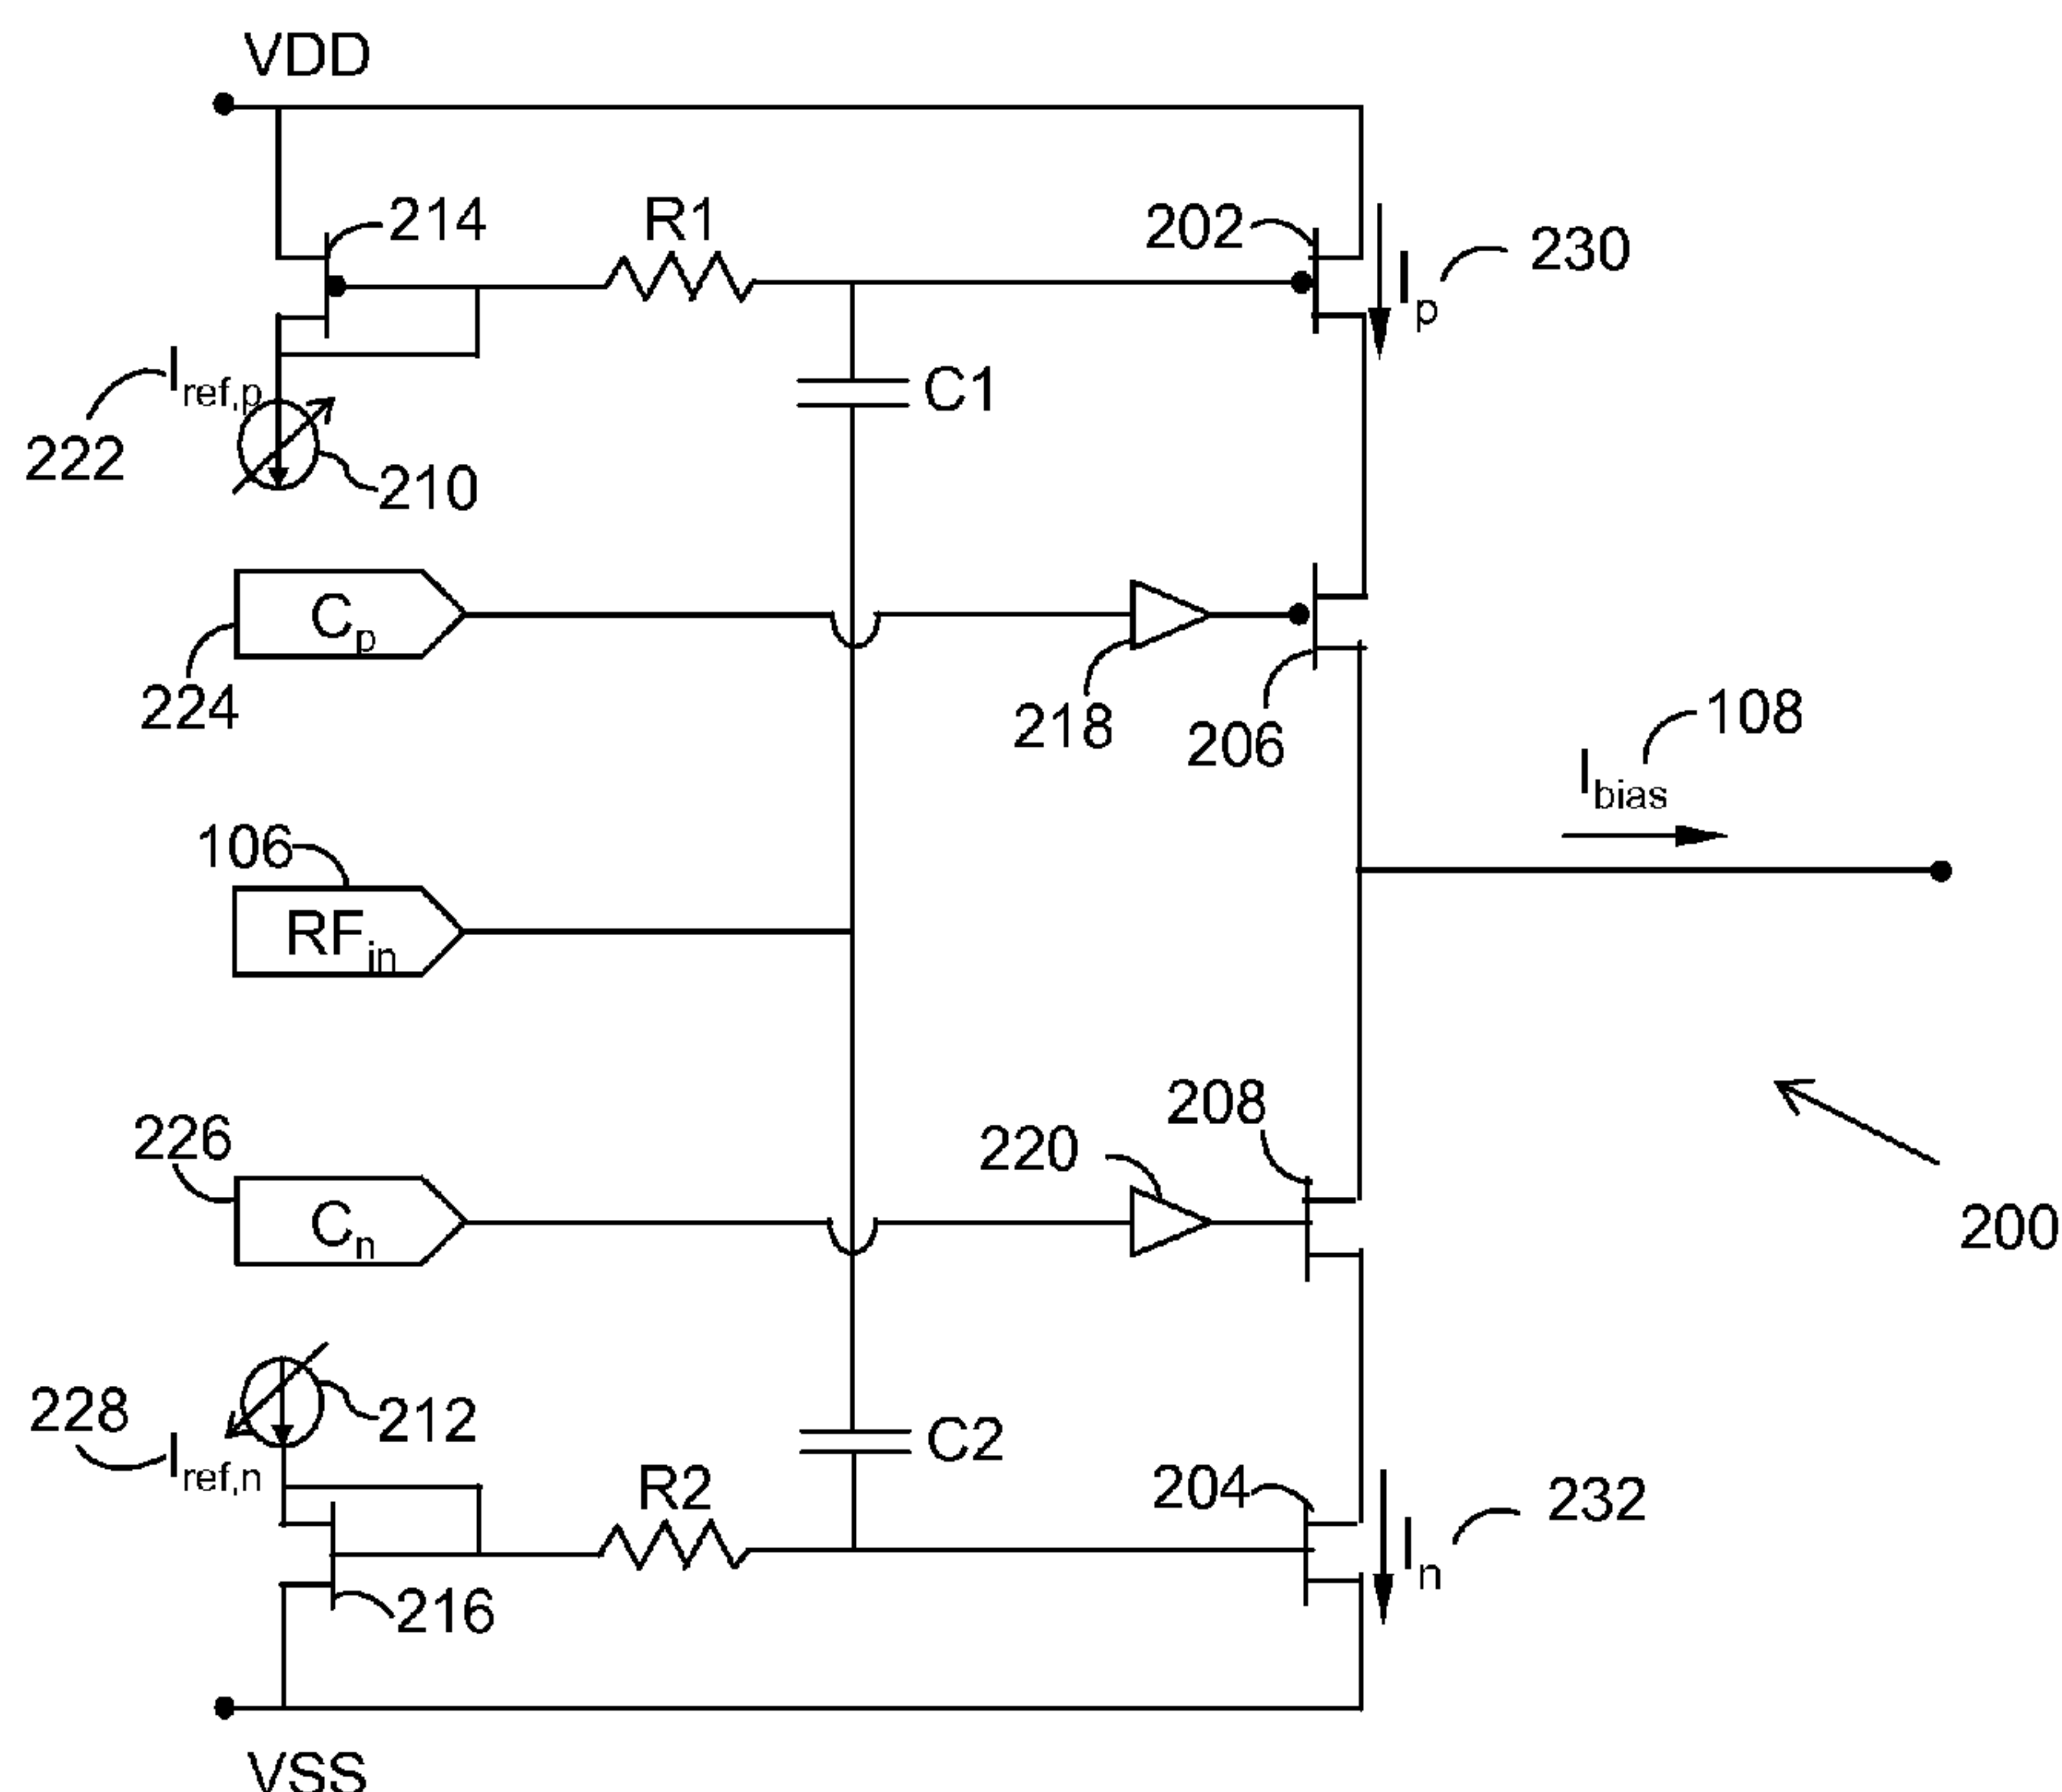 VDD
214
R1
202
230
Ip
Iref,p
222
210
C1
Cp
224
218
206
108
Ibias
106
RFin
208
226
220
Cn
200
228
212
Iref,n
C2
R2
204
232
In
216
VSS